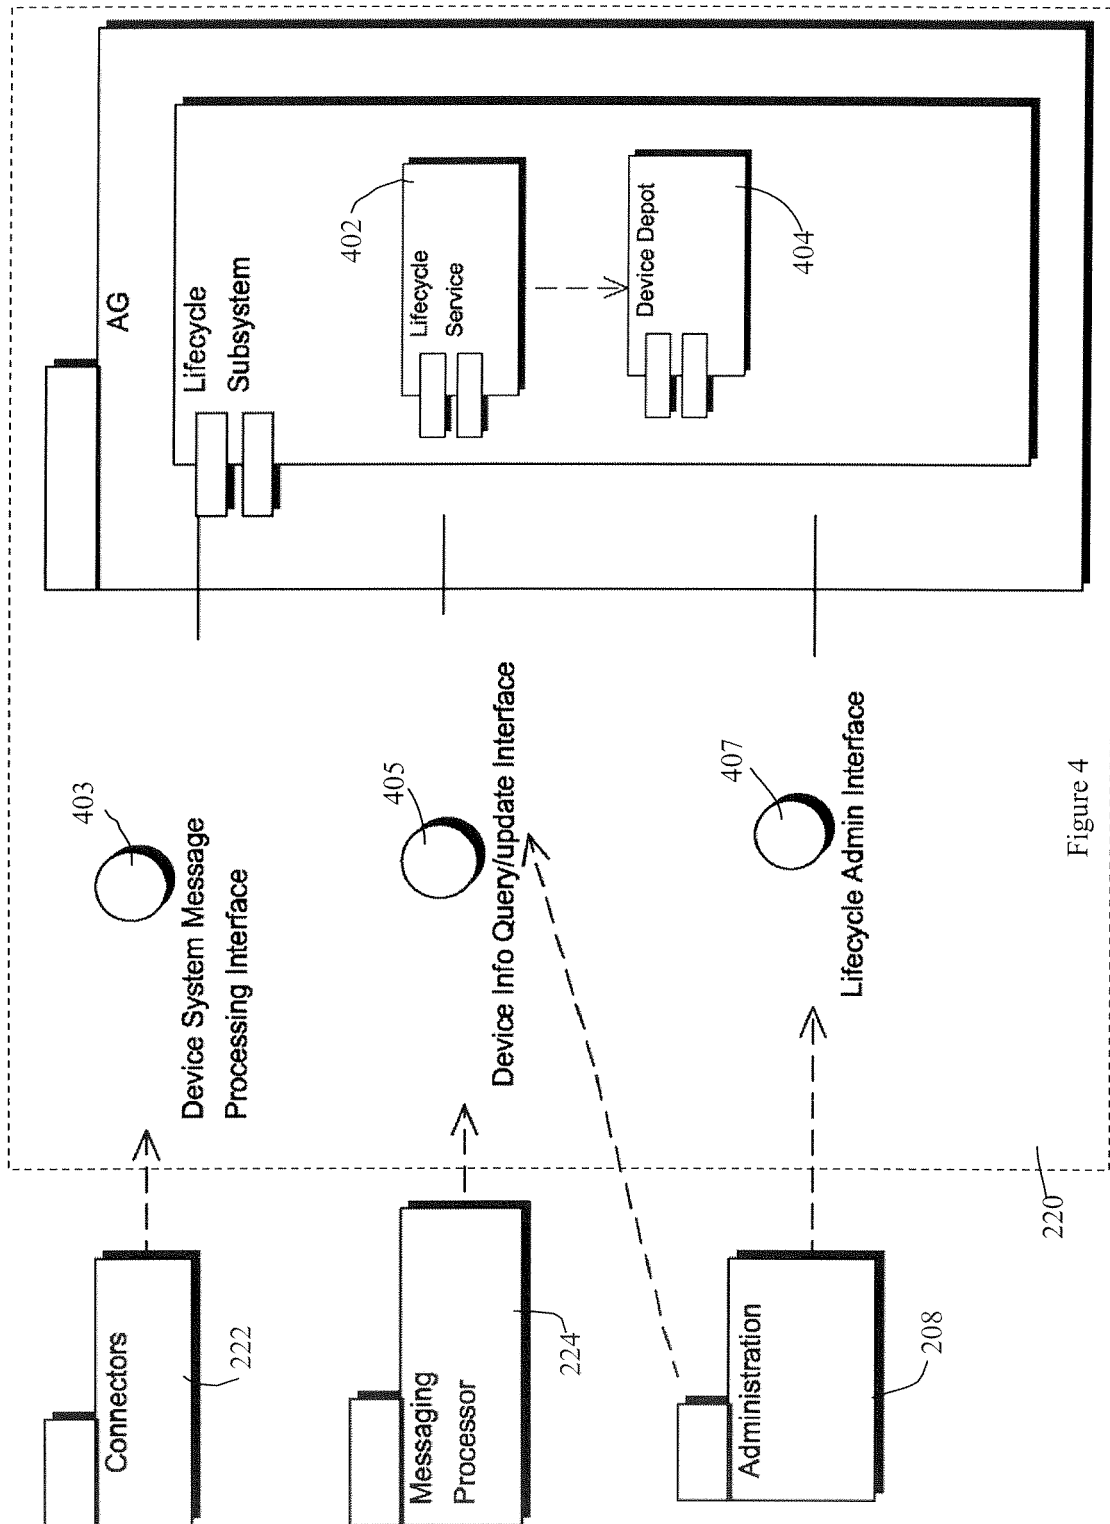 AG
Lifecycle
Subsystem
Lifecycle
Service
402
Device Depot
404
403
Device System Message
Processing Interface
405
Device Info Query/update Interface
407
Lifecycle Admin Interface
Connectors
222
Messaging
Processor
224
Administration
208
220
Figure 4